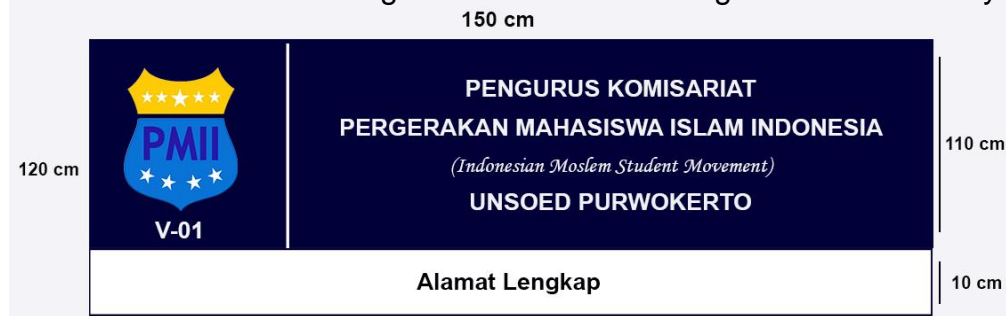 150 cm
PMII
V-01
PENGURUS KOMISARIAT
PERGERAKAN MAHASISWA ISLAM INDONESIA
(Indonesian Moslem Student Movement)
UNSOED PURWOKERTO
120 cm
110 cm
Alamat Lengkap
10 cm